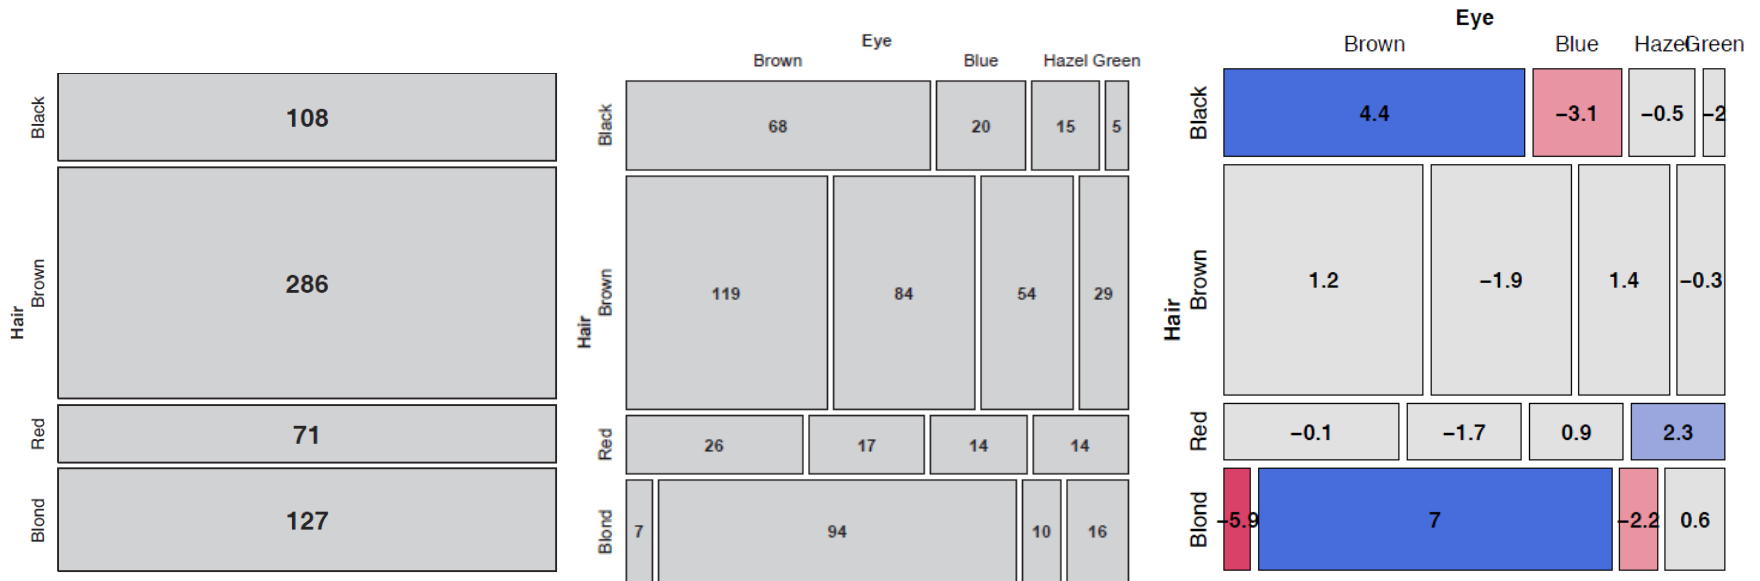 Hair
Black
108
Brown
286
Red
71
Blond
127
Eye
Brown Blue Hazel Green
Hair
Black
68 20 15 5
Brown
119 84 54 29
Red
26 17 14 14
Blond
7 94 10 16
Eye
Brown Blue Hazel Green
Hair
Black
4.4 −3.1 −0.5 −2
Brown
1.2 −1.9 1.4 −0.3
Red
−0.1 −1.7 0.9 2.3
Blond
−5.9 7 −2.2 0.6